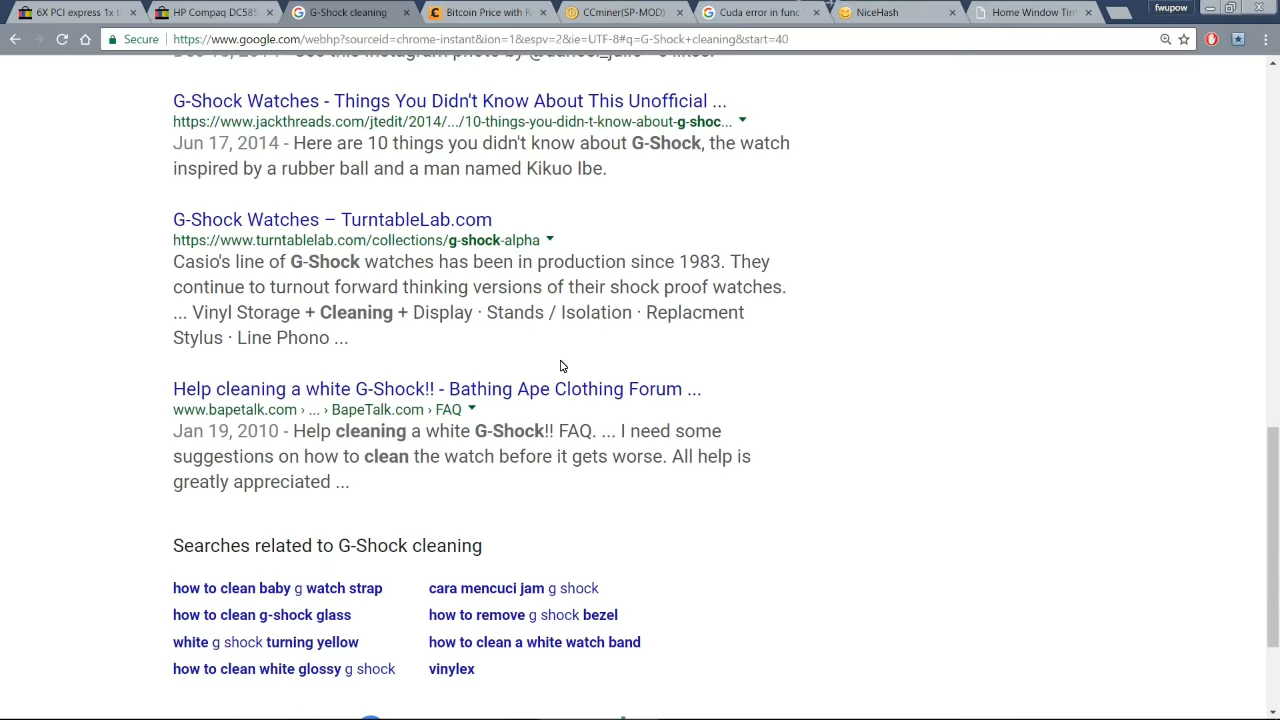 6X PCI express 1x t
HP Compaq DC585
G-Shock cleaning
Bitcoin Price with R
CCminer(SP-MOD)
Cuda error in func
NiceHash
Home Window Tin
fwupow
Secure
https://www.google.com/webhp?sourceid=chrome-instant&ion=1&espv=2&ie=UTF-8#q=G-Shock+cleaning&start=40
G-Shock Watches - Things You Didn't Know About This Unofficial ...
https://www.jackthreads.com/jtedit/2014/.../10-things-you-didn-t-know-about-g-shoc...
Jun 17, 2014 - Here are 10 things you didn't know about G-Shock, the watch
inspired by a rubber ball and a man named Kikuo Ibe.
G-Shock Watches – TurntableLab.com
https://www.turntablelab.com/collections/g-shock-alpha
Casio's line of G-Shock watches has been in production since 1983. They
continue to turnout forward thinking versions of their shock proof watches.
... Vinyl Storage + Cleaning + Display · Stands / Isolation · Replacment
Stylus · Line Phono ...
Help cleaning a white G-Shock!! - Bathing Ape Clothing Forum ...
www.bapetalk.com › ... › BapeTalk.com › FAQ
Jan 19, 2010 - Help cleaning a white G-Shock!! FAQ. ... I need some
suggestions on how to clean the watch before it gets worse. All help is
greatly appreciated ...
Searches related to G-Shock cleaning
how to clean baby g watch strap
cara mencuci jam g shock
how to clean g-shock glass
how to remove g shock bezel
white g shock turning yellow
how to clean a white watch band
how to clean white glossy g shock
vinylex